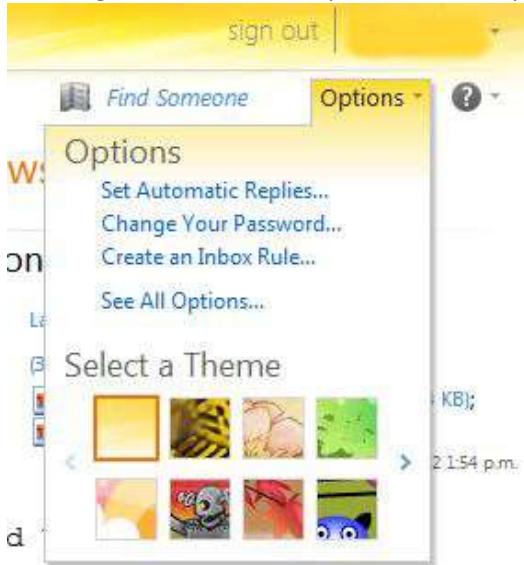 sign out
Find Someone
Options
?
Options
Set Automatic Replies...
Change Your Password...
Create an Inbox Rule...
See All Options...
Select a Theme
KB);
1:54 p.m.